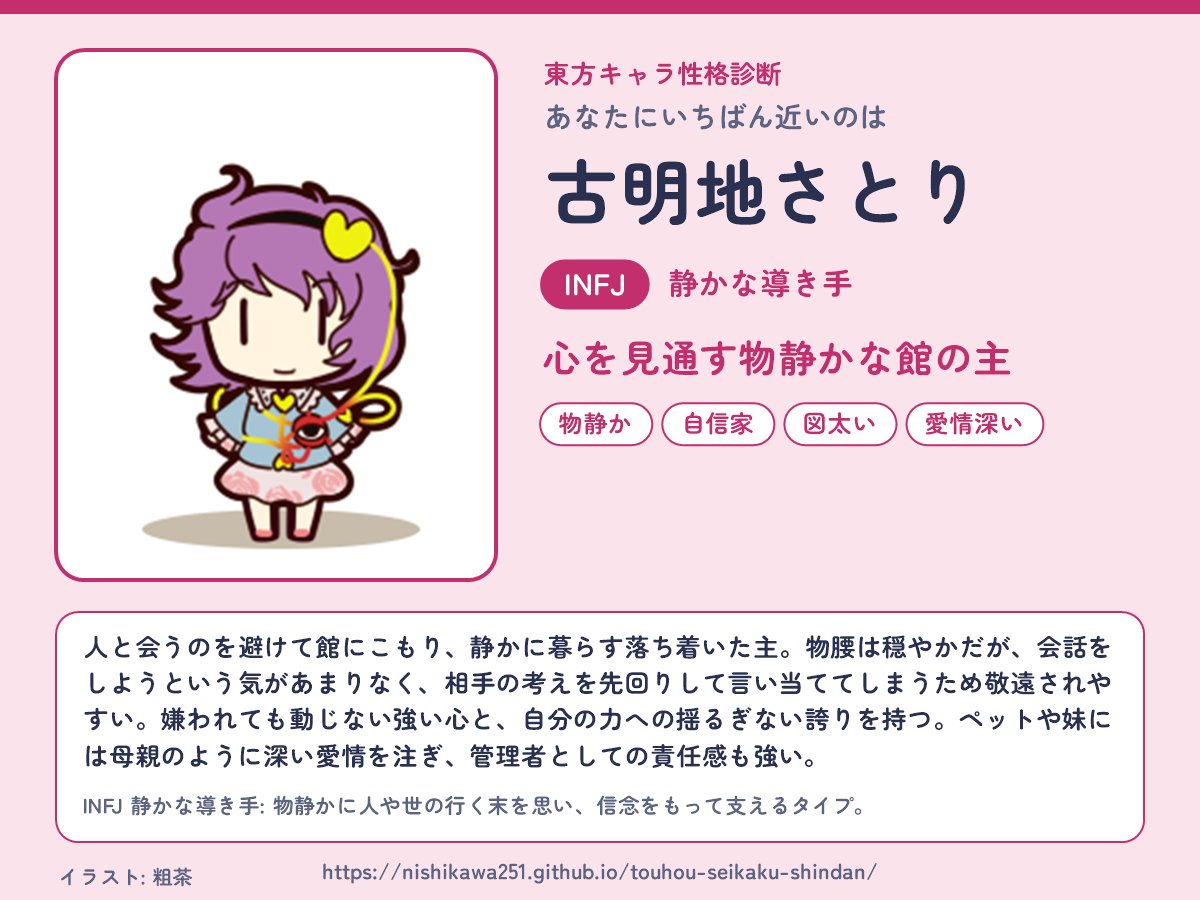 東方キャラ性格診断
あなたにいちばん近いのは
古明地さとり
INFJ 静かな導き手
心を見通す物静かな館の主
物静か 自信家 図太い 愛情深い
人と会うのを避けて館にこもり、静かに暮らす落ち着いた主。物腰は穏やかだが、会話を
しようという気があまりなく、相手の考えを先回りして言い当ててしまうため敬遠されや
すい。嫌われても動じない強い心と、自分の力への揺るぎない誇りを持つ。ペットや妹に
は母親のように深い愛情を注ぎ、管理者としての責任感も強い。
INFJ 静かな導き手: 物静かに人や世の行く末を思い、信念をもって支えるタイプ。
イラスト: 粗茶
https://nishikawa251.github.io/touhou-seikaku-shindan/